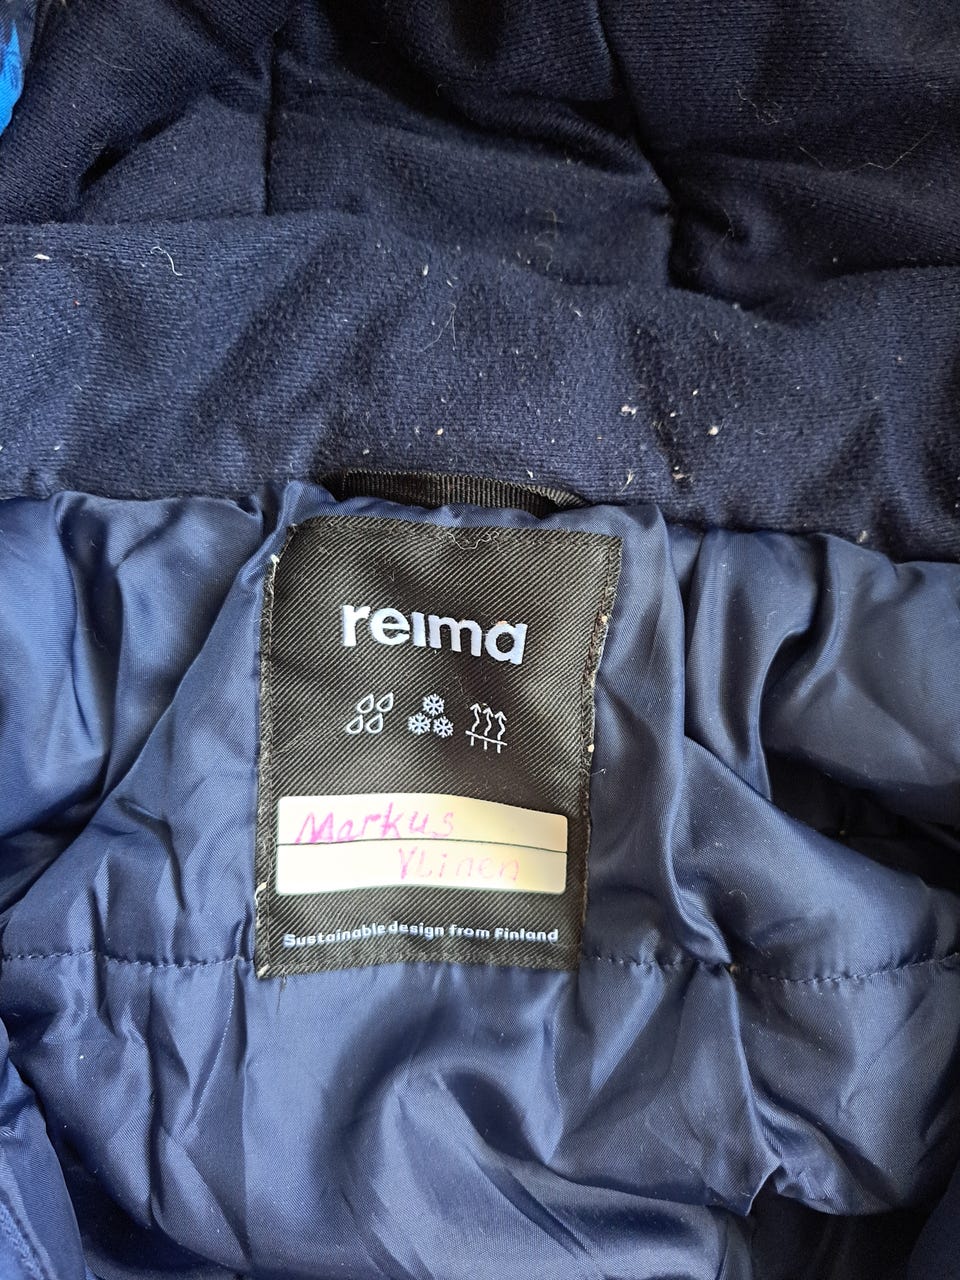 reima
Markus
Ylinen
Sustainable design from Finland